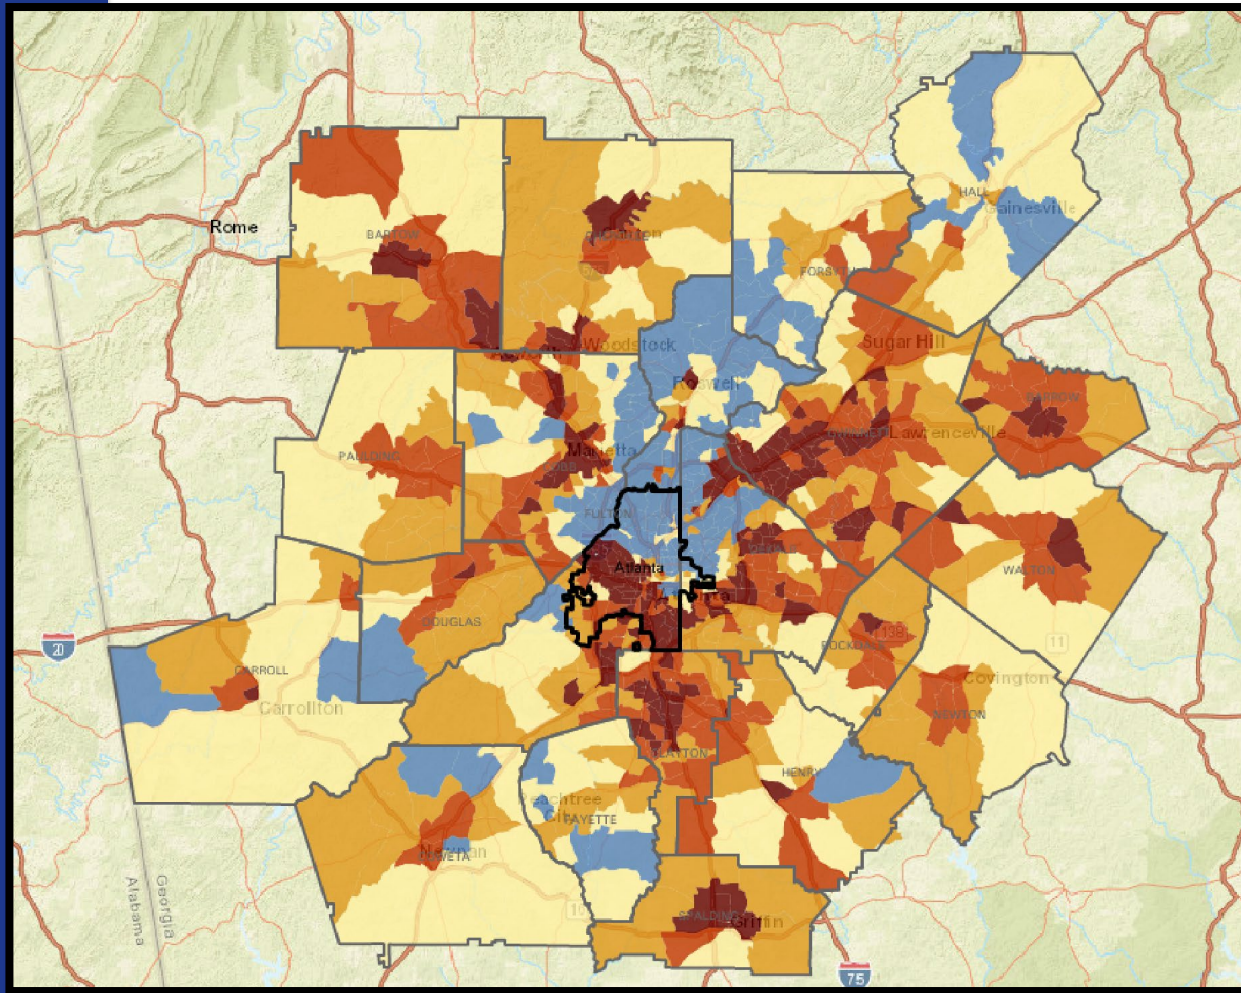 HALL
Gainesville
Rome
BARTOW
FORSYTH
Woodstock
Sugar Hill
Roswell
BARROW
Lawrenceville
PAULDING
Marietta
COBB
FULTON
Atlanta
WALTON
DOUGLAS
20
138
11
ROCKDALE
CARROLL
Covington
Carrollton
NEWTON
CLAYTON
HENRY
Peachtree
City
FAYETTE
Newnan
COWETA
Alabama
Georgia
SPALDING
Griffin
75